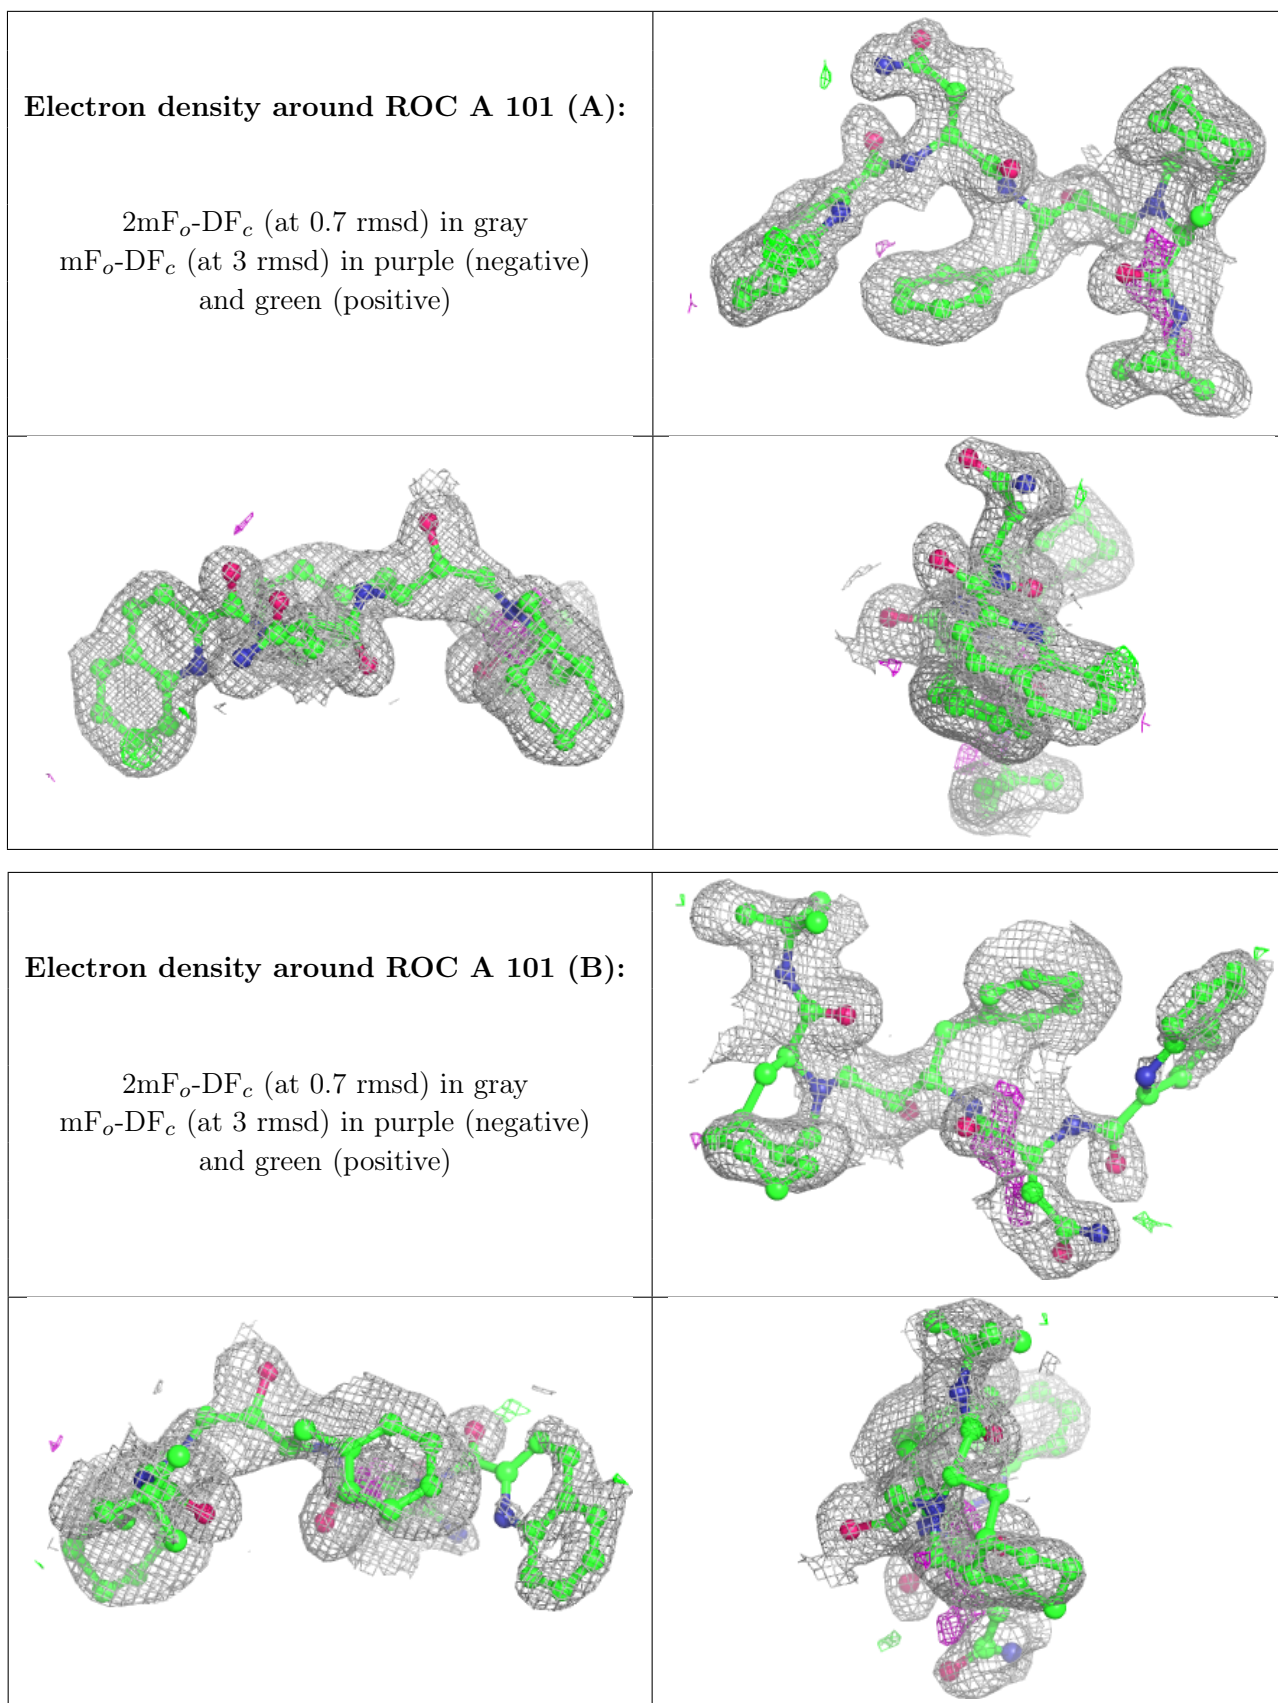 Electron density around ROC A 101 (A):
2mFo-DFc (at 0.7 rmsd) in gray
mFo-DFc (at 3 rmsd) in purple (negative)
and green (positive)
Electron density around ROC A 101 (B):
2mFo-DFc (at 0.7 rmsd) in gray
mFo-DFc (at 3 rmsd) in purple (negative)
and green (positive)